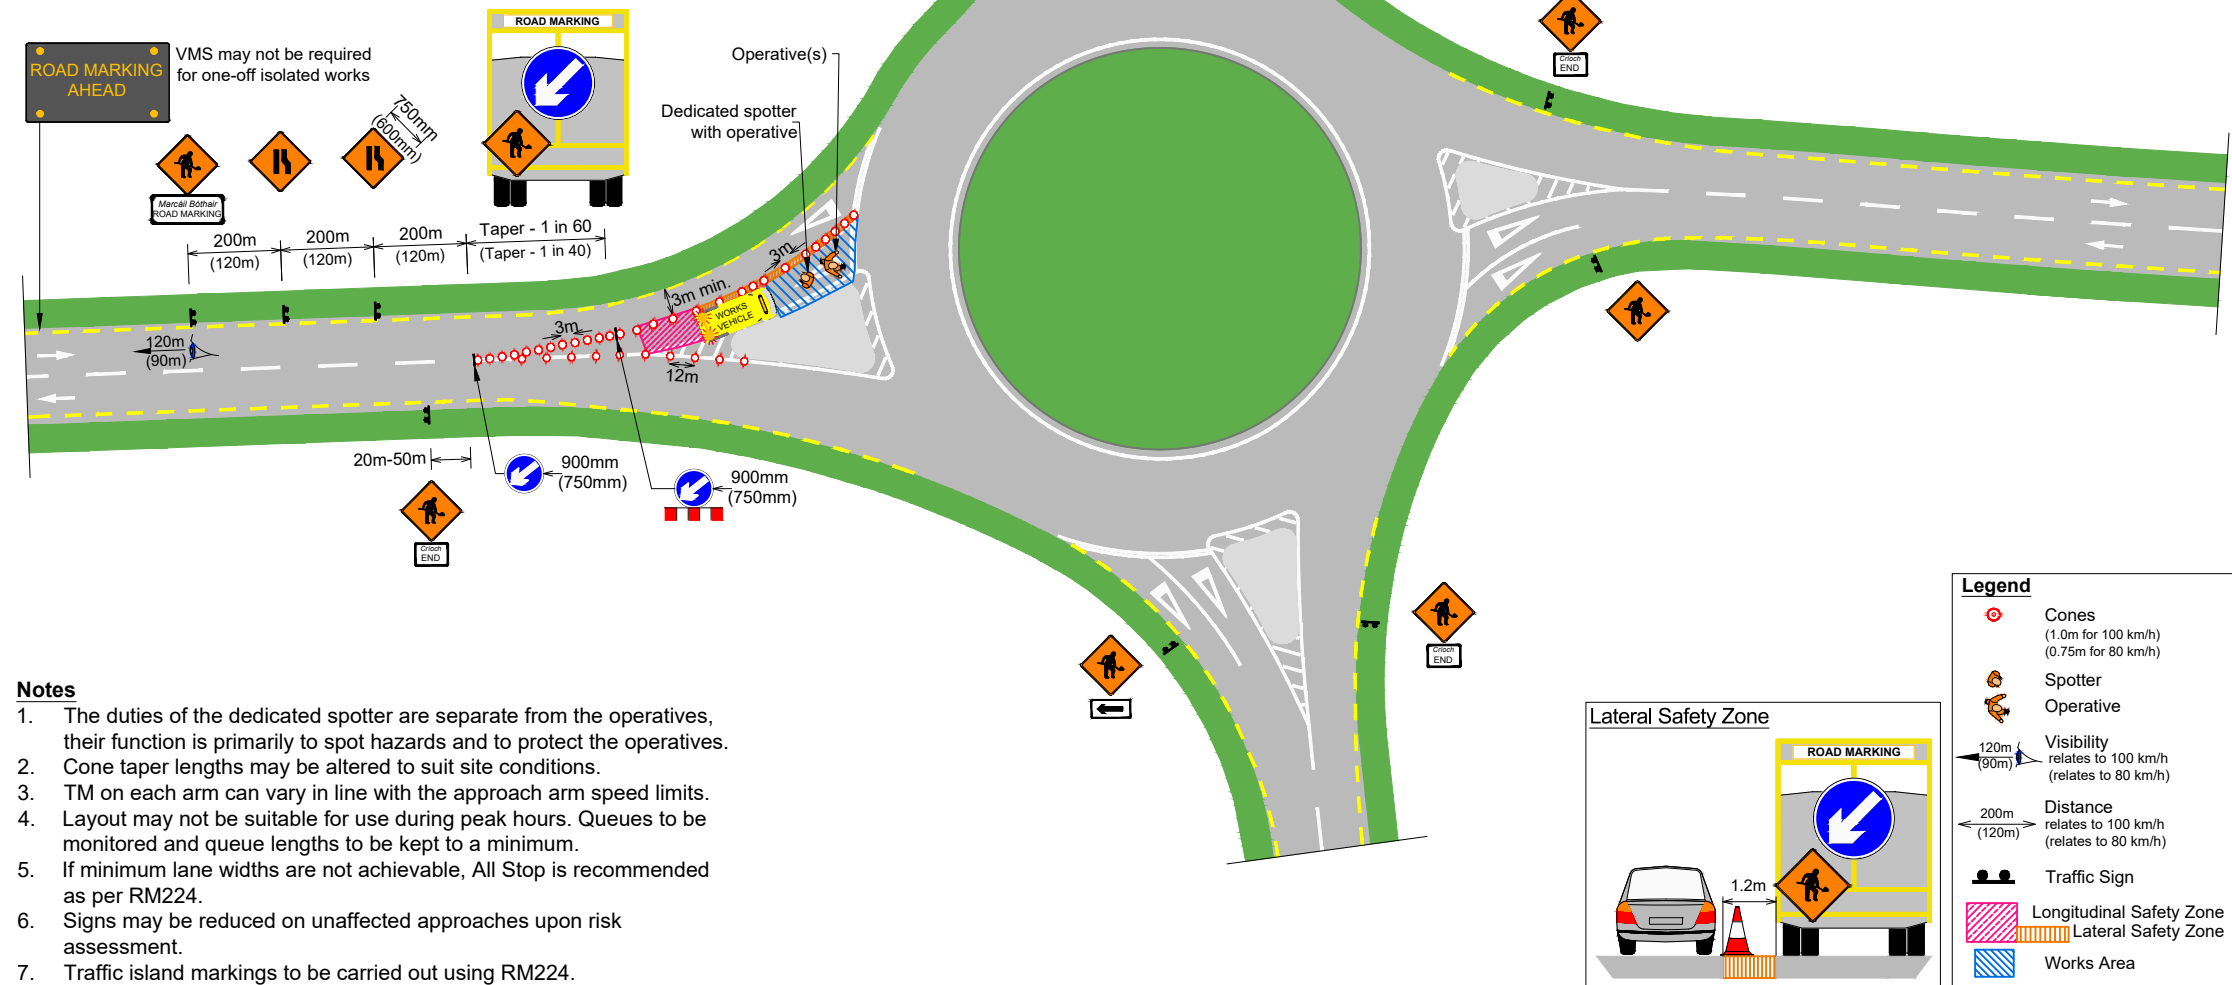 ROAD MARKING
AHEAD
VMS may not be required
for one-off isolated works
ROAD MARKING
Operative(s)
Dedicated spotter
with operative
750mm
(600mm)
Marcáil Bóthair
ROAD MARKING
200m
(120m)
200m
(120m)
200m
(120m)
Taper - 1 in 60
(Taper - 1 in 40)
Críoch
END
3m
3m min.
WORKS
VEHICLE
3m
120m
(90m)
12m
20m-50m
900mm
(750mm)
900mm
(750mm)
Críoch
END
Críoch
END
Notes
1. The duties of the dedicated spotter are separate from the operatives,
their function is primarily to spot hazards and to protect the operatives.
2. Cone taper lengths may be altered to suit site conditions.
3. TM on each arm can vary in line with the approach arm speed limits.
4. Layout may not be suitable for use during peak hours. Queues to be
monitored and queue lengths to be kept to a minimum.
5. If minimum lane widths are not achievable, All Stop is recommended
as per RM224.
6. Signs may be reduced on unaffected approaches upon risk
assessment.
7. Traffic island markings to be carried out using RM224.
Lateral Safety Zone
ROAD MARKING
1.2m
Legend
Cones
(1.0m for 100 km/h)
(0.75m for 80 km/h)
Spotter
Operative
120m
(90m)
Visibility
relates to 100 km/h
(relates to 80 km/h)
200m
(120m)
Distance
relates to 100 km/h
(relates to 80 km/h)
Traffic Sign
Longitudinal Safety Zone
Lateral Safety Zone
Works Area